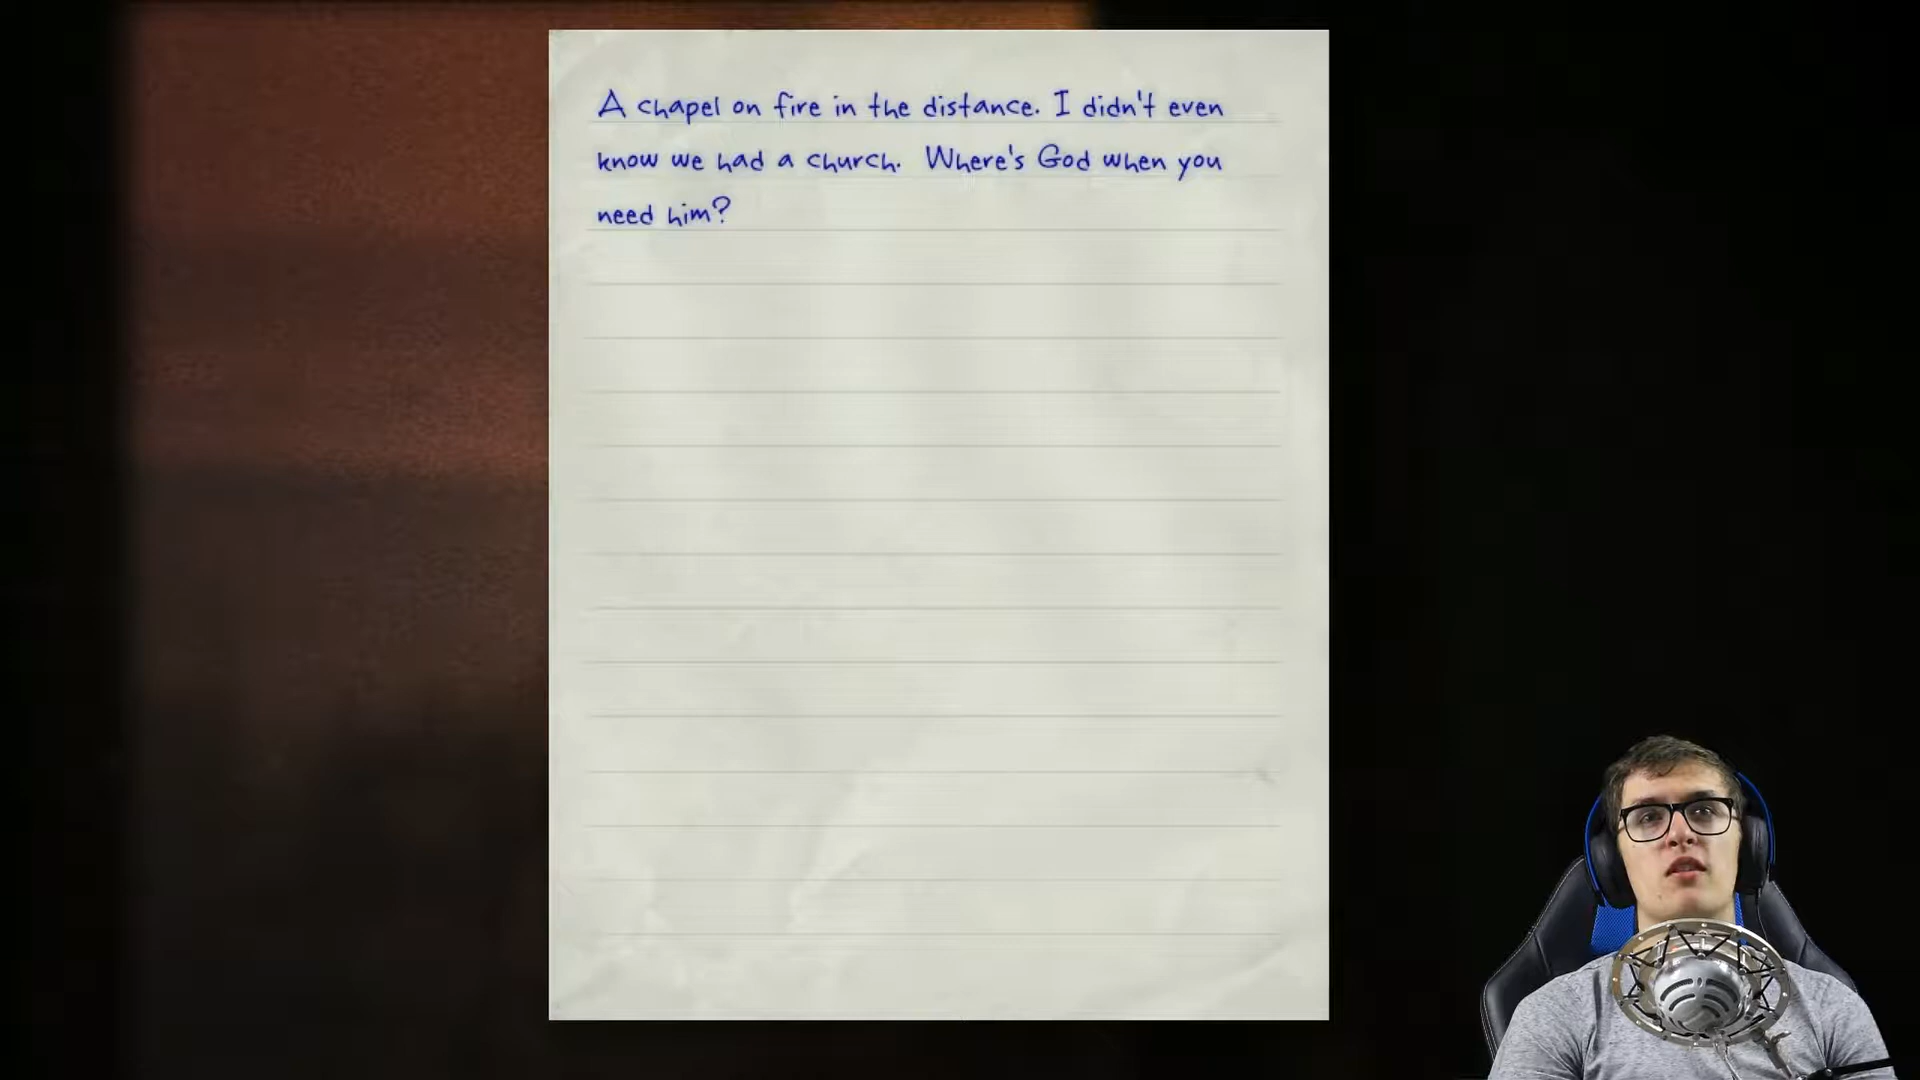 A chapel on fire in the distance. I didn't even
know we had a church. Where's God when you
need him?